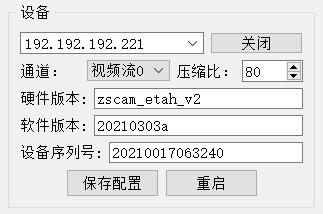 设备
192.192.192.221 关闭
通道： 视频流0 压缩比： 80
硬件版本： zscam_etah_v2
软件版本： 20210303a
设备序列号： 20210017063240
保存配置 重启